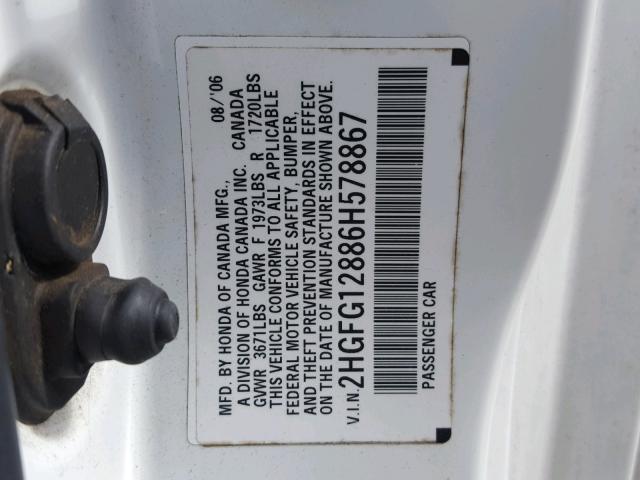 MFD. BY HONDA OF CANADA MFG., 08/'06
A DIVISION OF HONDA CANADA INC. CANADA
GVWR 3671LBS GAWR F 1973LBS R 1720LBS
THIS VEHICLE CONFORMS TO ALL APPLICABLE
FEDERAL MOTOR VEHICLE SAFETY, BUMPER,
AND THEFT PREVENTION STANDARDS IN EFFECT
ON THE DATE OF MANUFACTURE SHOWN ABOVE.
V.I.N. 2HGFG12886H578867
PASSENGER CAR